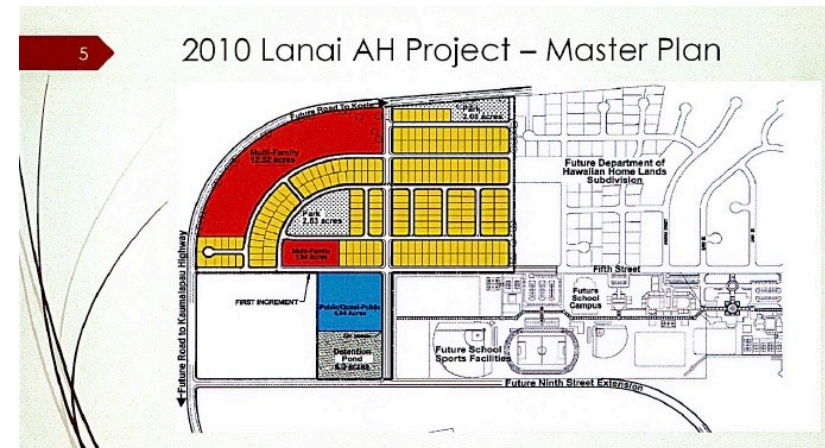 5
2010 Lanai AH Project – Master Plan
Future Road To Koele
Park
2.05 acres
Multi-Family
12.52 acres
Future Department of
Hawaiian Home Lands
Subdivision
Park
2.83 acres
Multi-Family
Fifth Street
FIRST INCREMENT
Public/Quasi-Public
4.84 Acres
Future
School
Campus
Future School
Sports Facilities
Detention
Pond
Future Ninth Street Extension
Future Road to Kaumalapau Highway